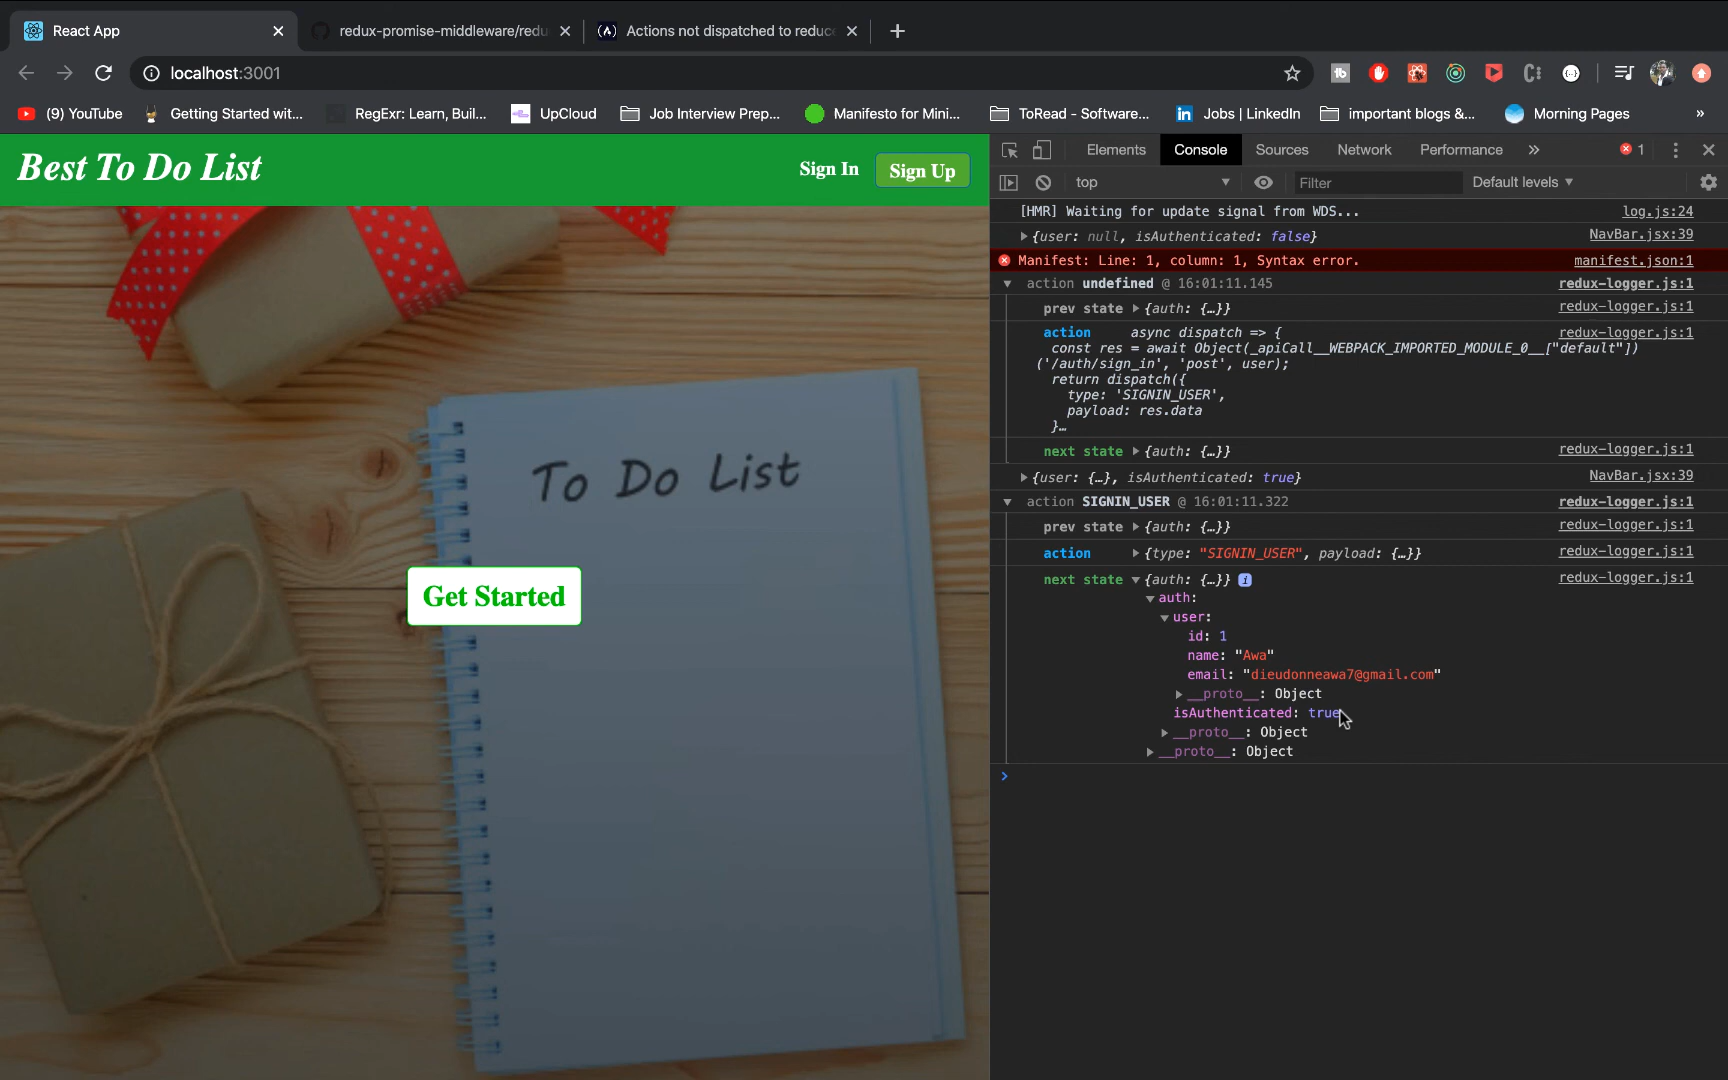 React App
redux-promise-middleware/redu
Actions not dispatched to reduc
localhost:3001
(9) YouTube
Getting Started wit...
RegExr: Learn, Buil...
UpCloud
Job Interview Prep...
Manifesto for Mini...
ToRead - Software...
Jobs | LinkedIn
important blogs &...
Morning Pages
»
Best To Do List
Sign In
Sign Up
To Do List
Get Started
Elements Console Sources Network Performance » 1
top Filter Default levels
[HMR] Waiting for update signal from WDS... log.js:24
{user: null, isAuthenticated: false} NavBar.jsx:39
Manifest: Line: 1, column: 1, Syntax error. manifest.json:1
action undefined @ 16:01:11.145 redux-logger.js:1
prev state {auth: {…}} redux-logger.js:1
action async dispatch => { redux-logger.js:1
const res = await Object(_apiCall__WEBPACK_IMPORTED_MODULE_0__["default"])
('/auth/sign_in', 'post', user);
return dispatch({
type: 'SIGNIN_USER',
payload: res.data
}…
next state {auth: {…}} redux-logger.js:1
{user: {…}, isAuthenticated: true} NavBar.jsx:39
action SIGNIN_USER @ 16:01:11.322 redux-logger.js:1
prev state {auth: {…}} redux-logger.js:1
action {type: "SIGNIN_USER", payload: {…}} redux-logger.js:1
next state {auth: {…}} i redux-logger.js:1
auth:
user:
id: 1
name: "Awa"
email: "dieudonneawa7@gmail.com"
__proto__: Object
isAuthenticated: true
__proto__: Object
__proto__: Object